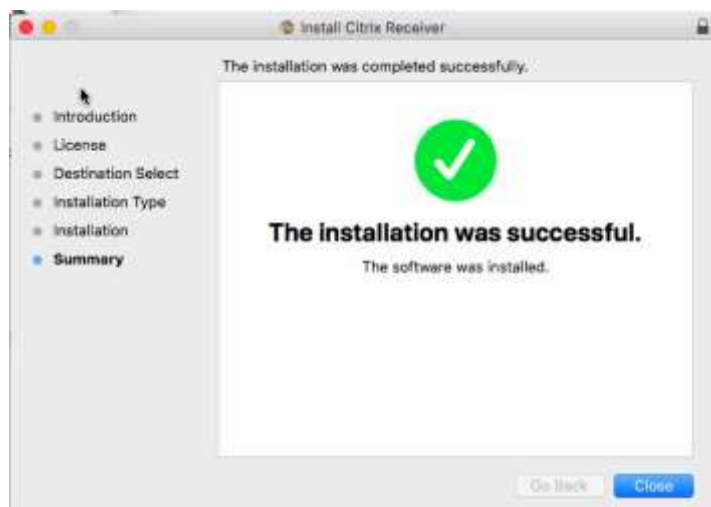 Install Citrix Receiver
The installation was completed successfully.
Introduction
License
Destination Select
Installation Type
Installation
Summary
The installation was successful.
The software was installed.
Go Back
Close